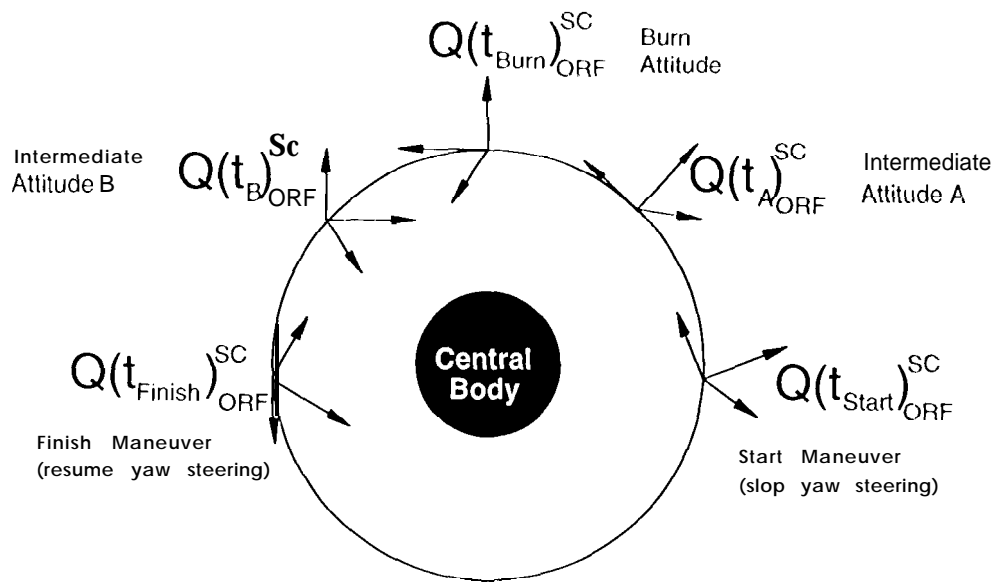 Q(t_Burn)^SC_ORF Burn
Attitude
Intermediate
Attitude B
Q(t_B)^Sc_ORF
Q(t_A)^SC_ORF
Intermediate
Attitude A
Central
Body
Q(t_Finish)^SC_ORF
Finish Maneuver
(resume yaw steering)
Q(t_Start)^SC_ORF
Start Maneuver
(slop yaw steering)